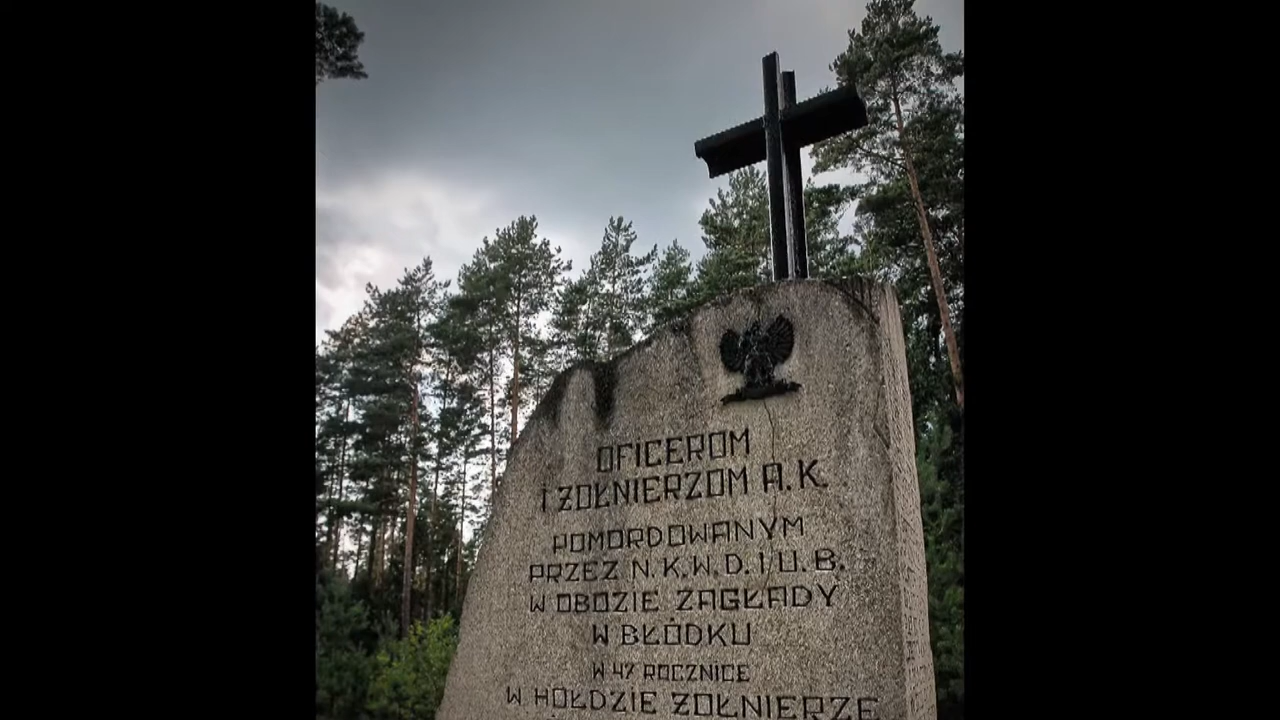 OFICEROM
I ŻOŁNIERZOM A.K.
POMORDOWANYM
PRZEZ N.K.W.D. I U.B.
W OBOZIE ZAGŁADY
W BŁÓDKU
W 47 ROCZNICE
W HOŁDZIE ŻOŁNIERZE